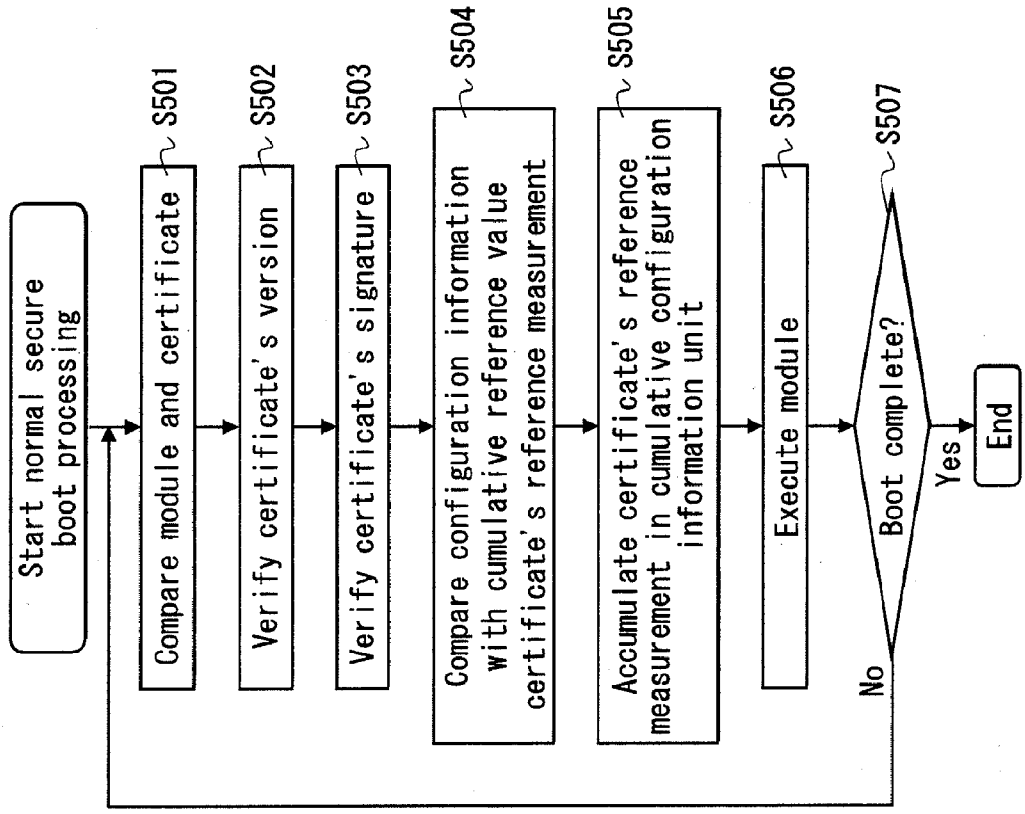 Start normal secure
boot processing
Compare module and certificate
S501
Verify certificate's version
S502
Verify certificate's signature
S503
Compare configuration information
with cumulative reference value
certificate's reference measurement
S504
Accumulate certificate's reference
measurement in cumulative configuration
information unit
S505
Execute module
S506
Boot complete?
S507
No
Yes
End